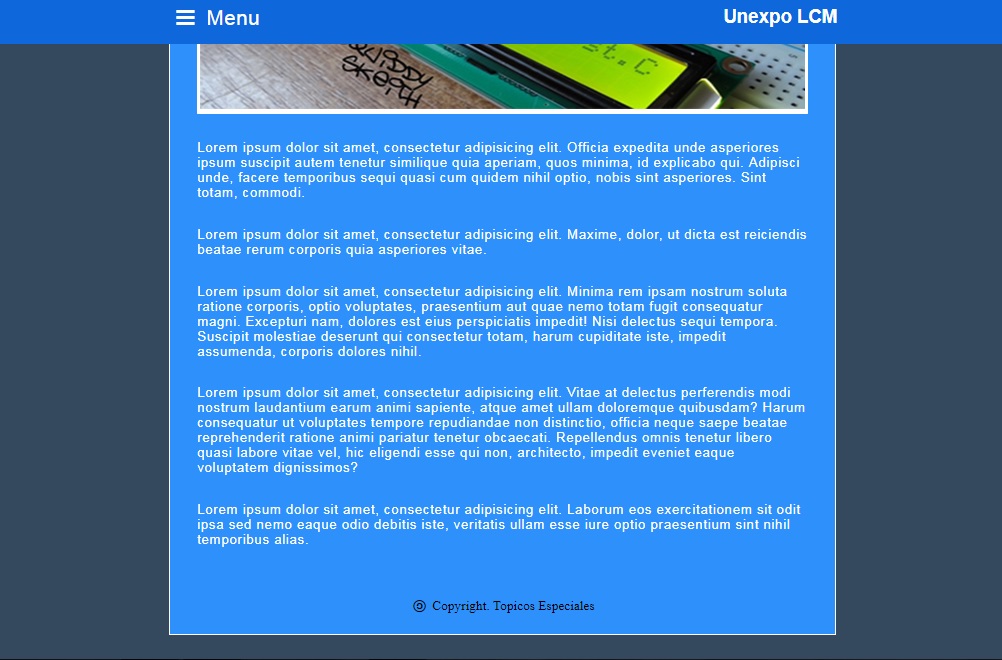 Menu
Unexpo LCM
st.C
Lorem ipsum dolor sit amet, consectetur adipisicing elit. Officia expedita unde asperiores
ipsum suscipit autem tenetur similique quia aperiam, quos minima, id explicabo qui. Adipisci
unde, facere temporibus sequi quasi cum quidem nihil optio, nobis sint asperiores. Sint
totam, commodi.
Lorem ipsum dolor sit amet, consectetur adipisicing elit. Maxime, dolor, ut dicta est reiciendis
beatae rerum corporis quia asperiores vitae.
Lorem ipsum dolor sit amet, consectetur adipisicing elit. Minima rem ipsam nostrum soluta
ratione corporis, optio voluptates, praesentium aut quae nemo totam fugit consequatur
magni. Excepturi nam, dolores est eius perspiciatis impedit! Nisi delectus sequi tempora.
Suscipit molestiae deserunt qui consectetur totam, harum cupiditate iste, impedit
assumenda, corporis dolores nihil.
Lorem ipsum dolor sit amet, consectetur adipisicing elit. Vitae at delectus perferendis modi
nostrum laudantium earum animi sapiente, atque amet ullam doloremque quibusdam? Harum
consequatur ut voluptates tempore repudiandae non distinctio, officia neque saepe beatae
reprehenderit ratione animi pariatur tenetur obcaecati. Repellendus omnis tenetur libero
quasi labore vitae vel, hic eligendi esse qui non, architecto, impedit eveniet eaque
voluptatem dignissimos?
Lorem ipsum dolor sit amet, consectetur adipisicing elit. Laborum eos exercitationem sit odit
ipsa sed nemo eaque odio debitis iste, veritatis ullam esse iure optio praesentium sint nihil
temporibus alias.
Copyright. Topicos Especiales